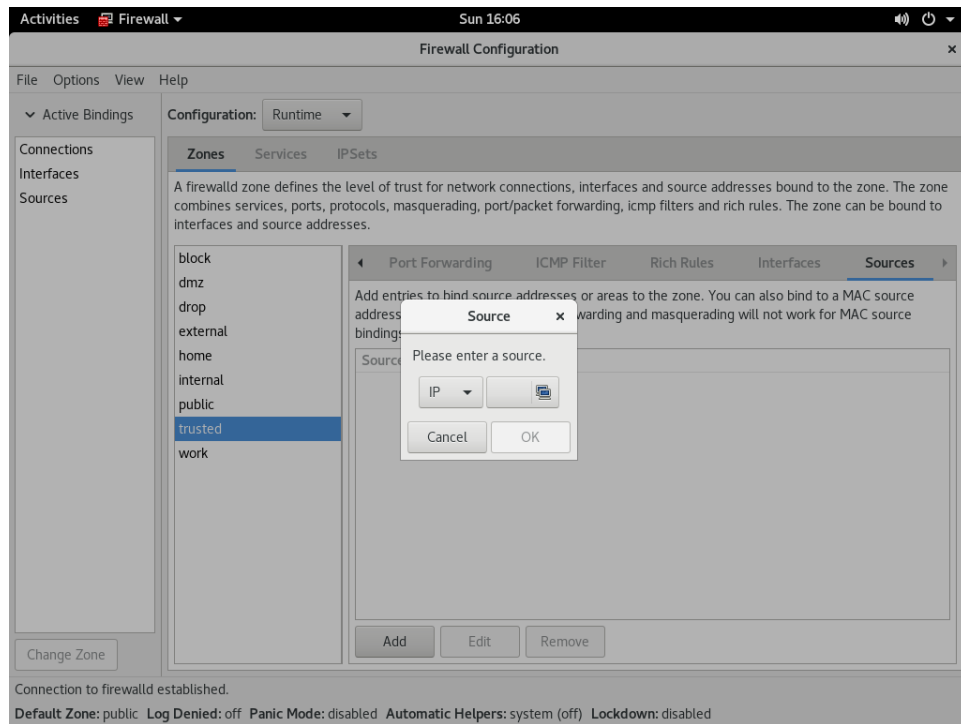 Activities Firewall Sun 16:06
Firewall Configuration
File Options View Help
Active Bindings
Connections
Interfaces
Sources
Change Zone
Configuration: Runtime
Zones Services IPSets
A firewalld zone defines the level of trust for network connections, interfaces and source addresses bound to the zone. The zone
combines services, ports, protocols, masquerading, port/packet forwarding, icmp filters and rich rules. The zone can be bound to
interfaces and source addresses.
block
dmz
drop
external
home
internal
public
trusted
work
Port Forwarding ICMP Filter Rich Rules Interfaces Sources
Add entries to bind source addresses or areas to the zone. You can also bind to a MAC source
address warding and masquerading will not work for MAC source
bindings
Source
Source
Please enter a source.
IP
Cancel OK
Add Edit Remove
Connection to firewalld established.
Default Zone: public Log Denied: off Panic Mode: disabled Automatic Helpers: system (off) Lockdown: disabled